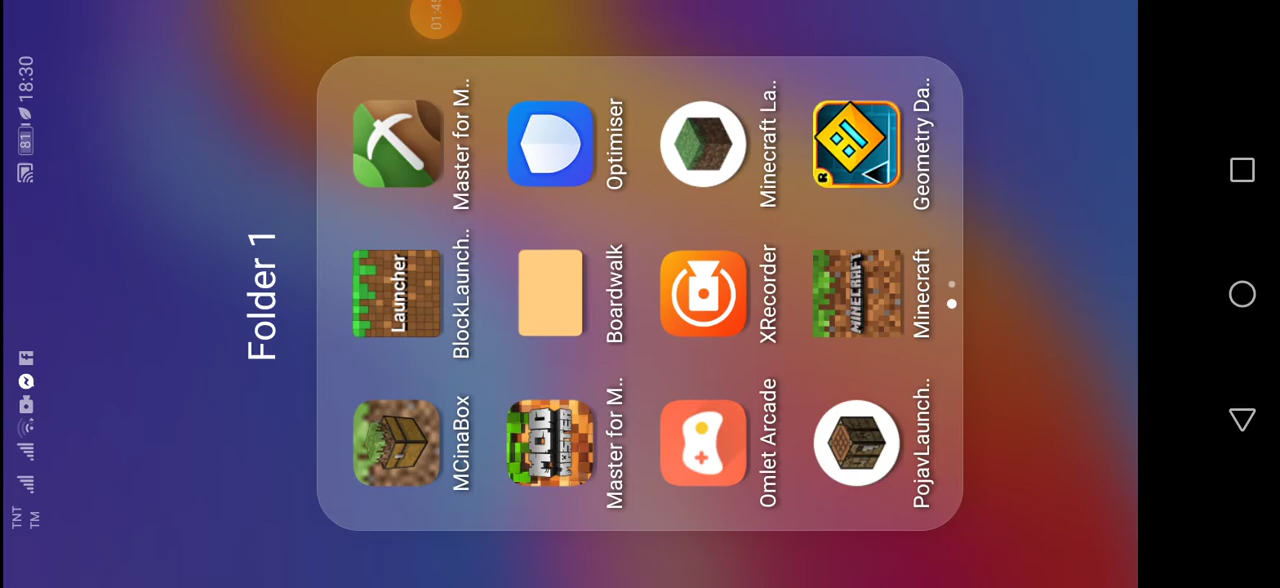 TNT
TM
81 18:30
Folder 1
Launcher
MCinaBox BlockLaunch.. Master for M..
MASTER
Master for M.. Boardwalk Optimiser
Omlet Arcade XRecorder Minecraft La..
MINECRAFT
R
PojavLaunch.. Minecraft Geometry Da..